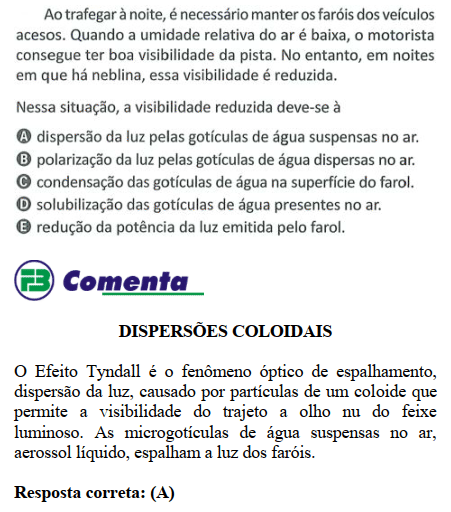 Ao trafegar à noite, é necessário manter os faróis dos veículos
acesos. Quando a umidade relativa do ar é baixa, o motorista
consegue ter boa visibilidade da pista. No entanto, em noites
em que há neblina, essa visibilidade é reduzida.
Nessa situação, a visibilidade reduzida deve-se à
A dispersão da luz pelas gotículas de água suspensas no ar.
B polarização da luz pelas gotículas de água dispersas no ar.
C condensação das gotículas de água na superfície do farol.
D solubilização das gotículas de água presentes no ar.
E redução da potência da luz emitida pelo farol.
FB Comenta
DISPERSÕES COLOIDAIS
O Efeito Tyndall é o fenômeno óptico de espalhamento,
dispersão da luz, causado por partículas de um coloide que
permite a visibilidade do trajeto a olho nu do feixe
luminoso. As microgotículas de água suspensas no ar,
aerossol líquido, espalham a luz dos faróis.
Resposta correta: (A)